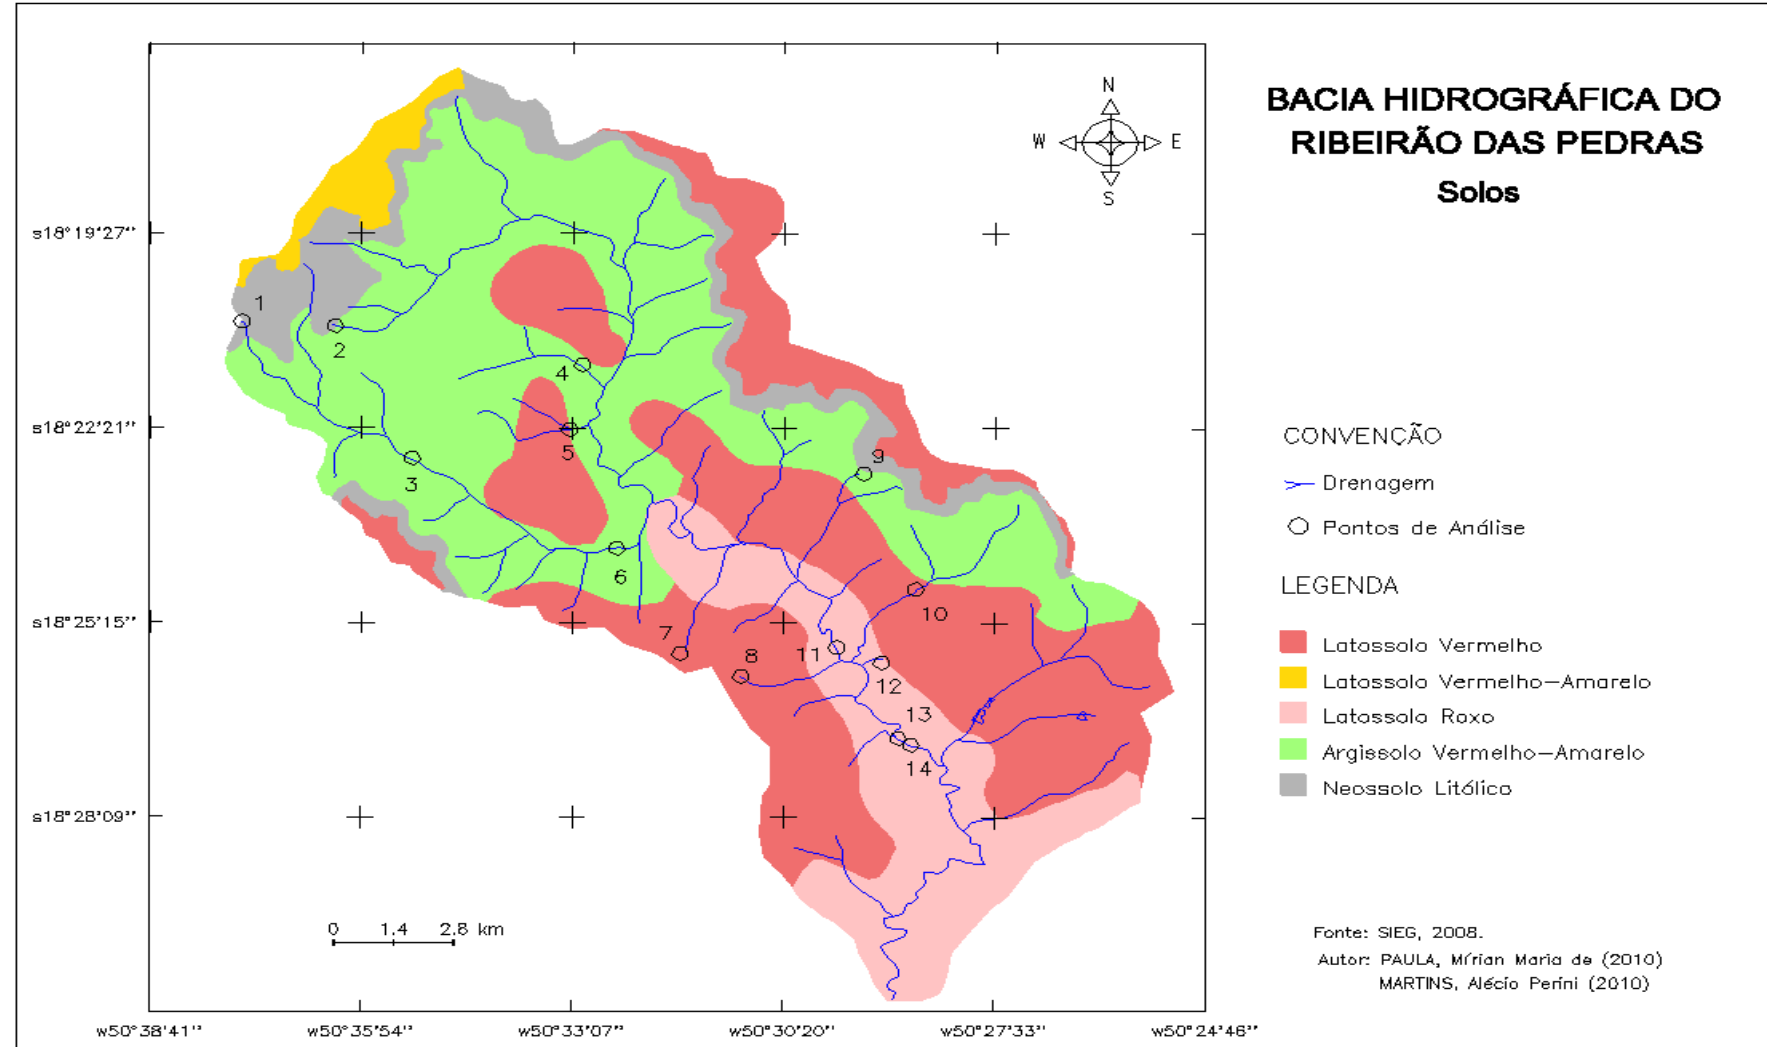 BACIA HIDROGRÁFICA DO
RIBEIRÃO DAS PEDRAS
Solos
N
W
E
S
s18°19'27''
s18°22'21''
s18°25'15''
s18°28'09''
1
2
3
4
5
6
7
8
9
10
11
12
13
14
0 1.4 2.8 km
w50°38'41''
w50°35'54''
w50°33'07''
w50°30'20''
w50°27'33''
w50°24'46''
CONVENÇÃO
Drenagem
Pontos de Análise
LEGENDA
Latossolo Vermelho
Latossolo Vermelho-Amarelo
Latossolo Roxo
Argissolo Vermelho-Amarelo
Neossolo Litólico
Fonte: SIEG, 2008.
Autor: PAULA, Mírian Maria de (2010)
MARTINS, Alécio Perini (2010)